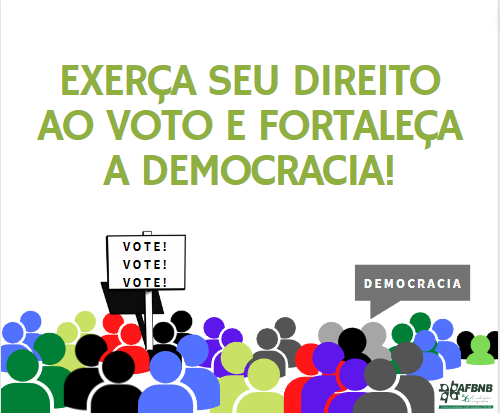 EXERÇA SEU DIREITO
AO VOTO E FORTALEÇA
A DEMOCRACIA!
VOTE!
VOTE!
VOTE!
DEMOCRACIA
AFBNB